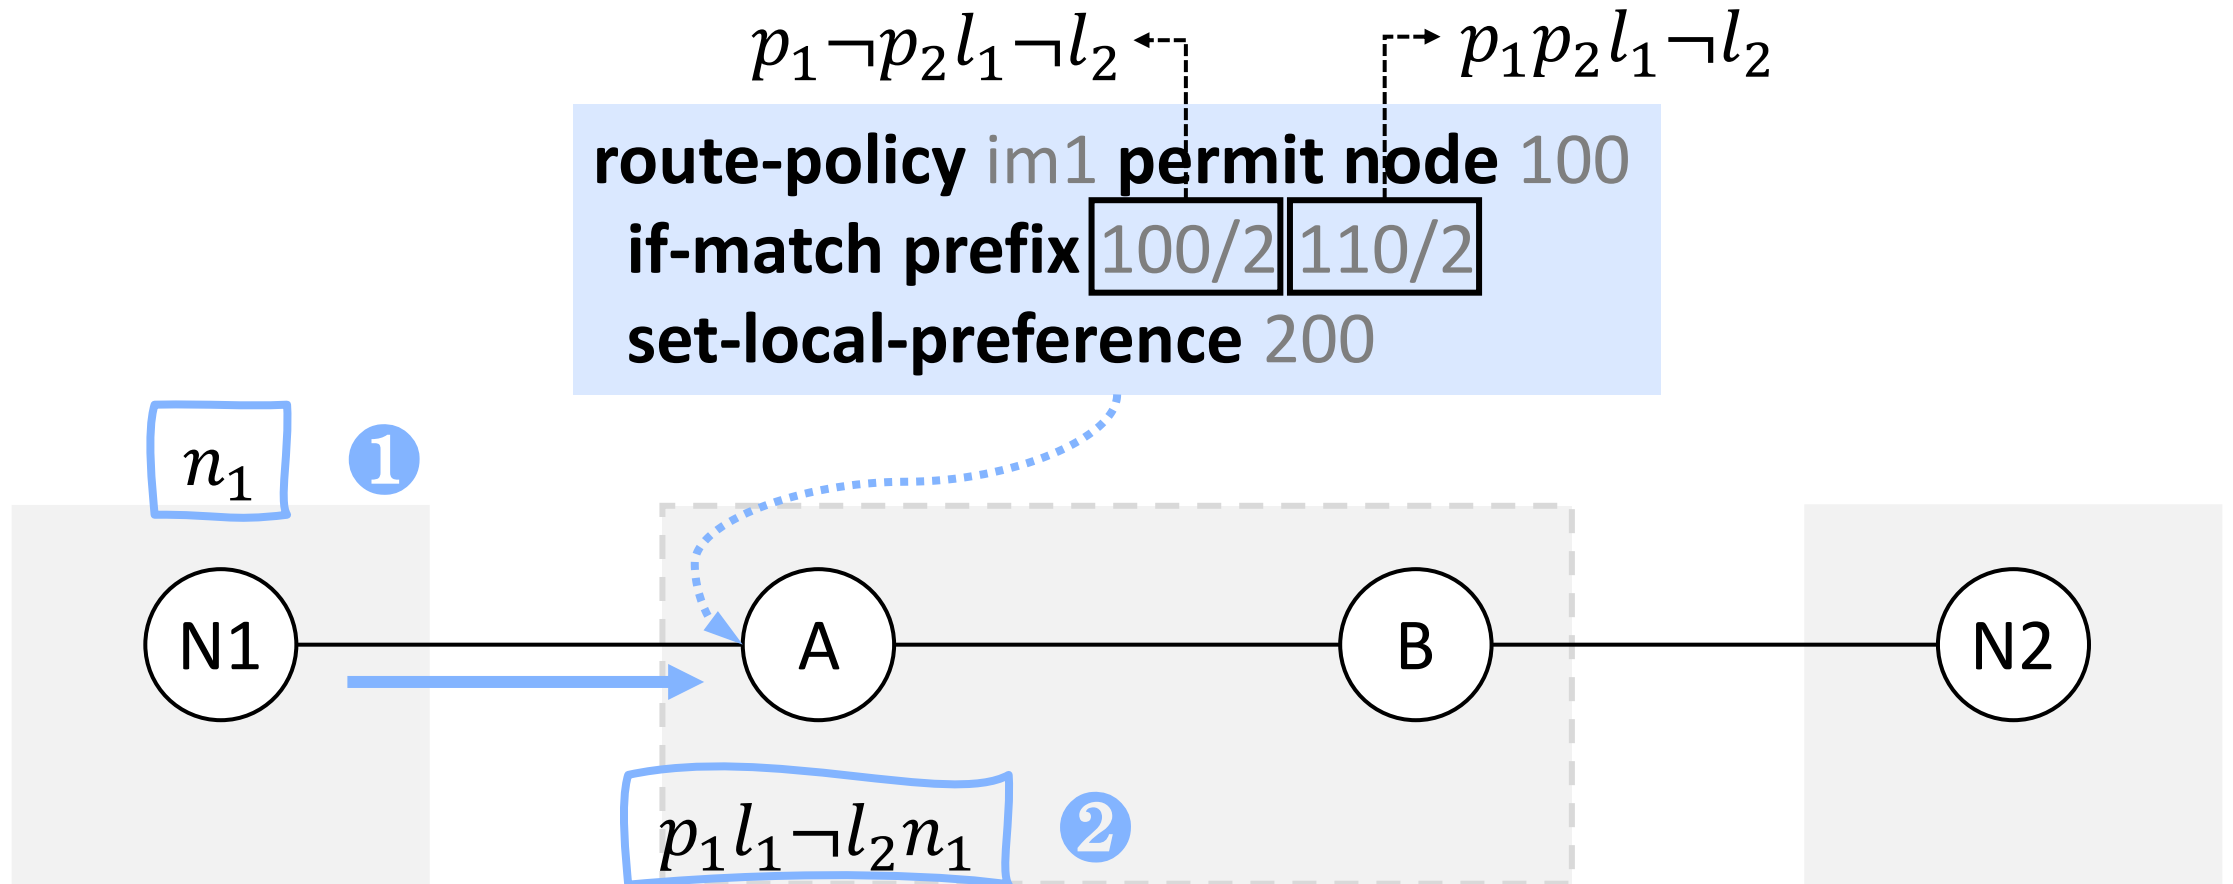 p₁¬p₂l₁¬l₂ p₁p₂l₁¬l₂
route-policy im1 permit node 100
if-match prefix 100/2 110/2
set-local-preference 200
n₁ 1
N1 A B N2
p₁l₁¬l₂n₁ 2